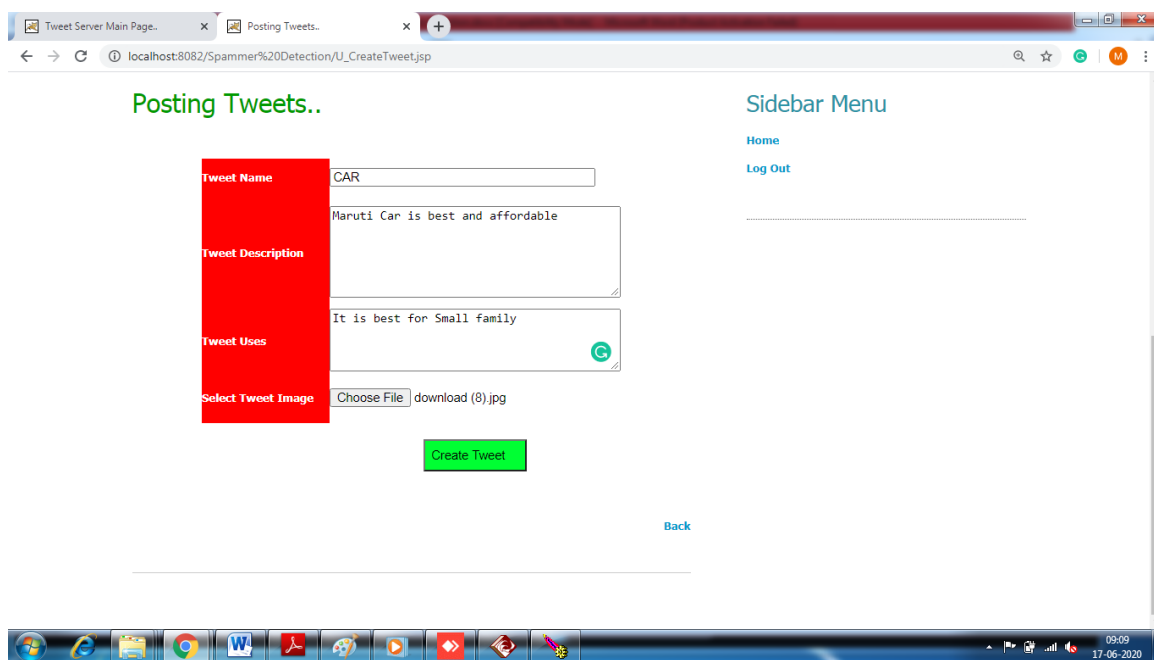 Tweet Server Main Page..
Posting Tweets..
localhost:8082/Spammer%20Detection/U_CreateTweet.jsp
M
Posting Tweets..
Sidebar Menu
Home
Log Out
Tweet Name
CAR
Tweet Description
Maruti Car is best and affordable
Tweet Uses
It is best for Small family
Select Tweet Image
Choose File download (8).jpg
Create Tweet
Back
09:09
17-06-2020